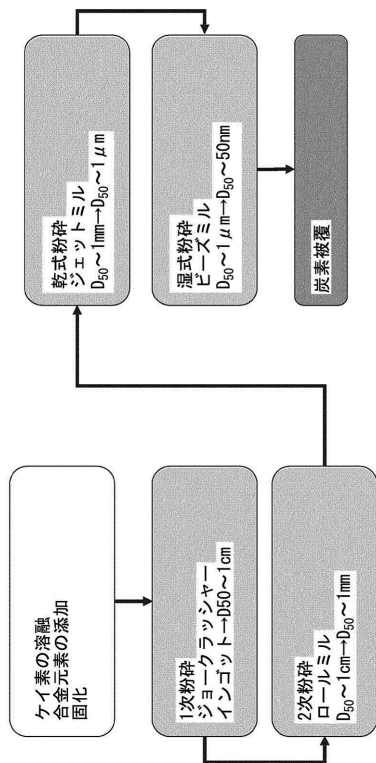 ケイ素の溶融
合金元素の添加
固化
1次粉砕
ジョークラッシャー
インゴット→D50～1cm
2次粉砕
ロールミル
D₅₀～1cm→D₅₀～1mm
乾式粉砕
ジェットミル
D₅₀～1mm→D₅₀～1μm
湿式粉砕
ビーズミル
D₅₀～1μm→D₅₀～50nm
炭素被覆